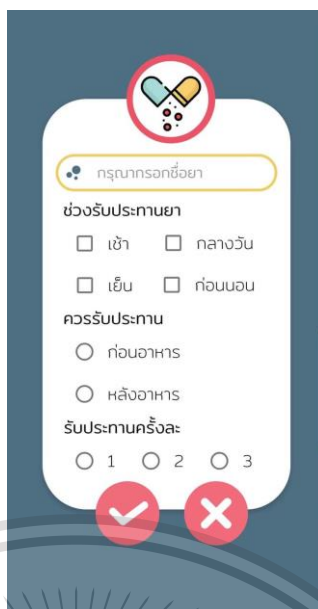 กรุณากรอกชื่อยา
ช่วงรับประทานยา
เช้า กลางวัน
เย็น ก่อนนอน
ควรรับประทาน
ก่อนอาหาร
หลังอาหาร
รับประทานครั้งละ
1 2 3